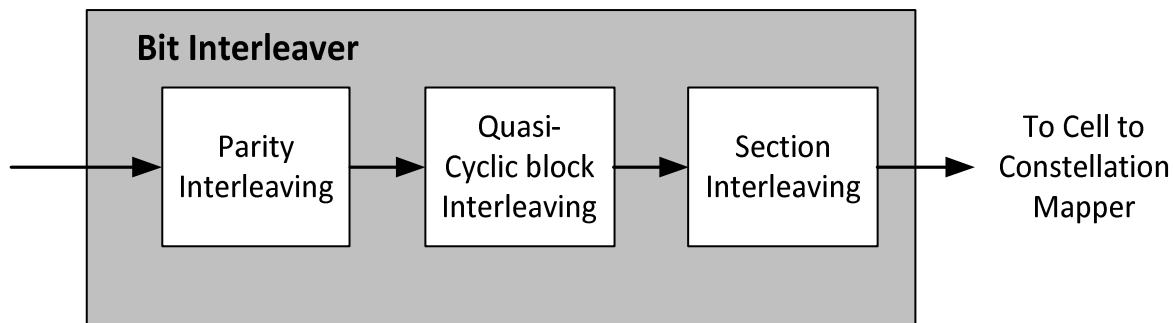 Bit Interleaver
Parity
Interleaving
Quasi-
Cyclic block
Interleaving
Section
Interleaving
To Cell to
Constellation
Mapper